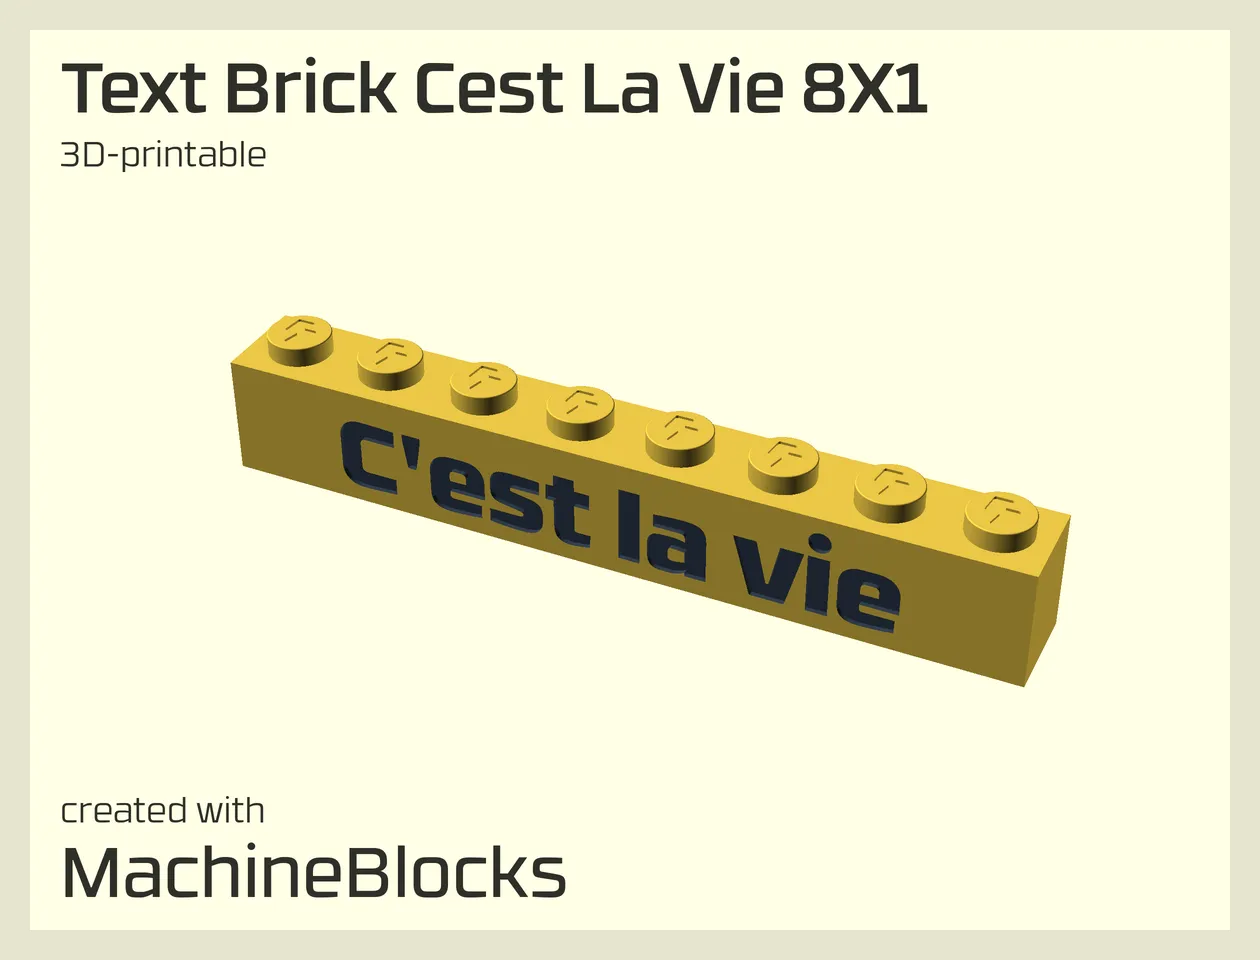 Text Brick Cest La Vie 8X1
3D-printable
C'est la vie
created with
MachineBlocks